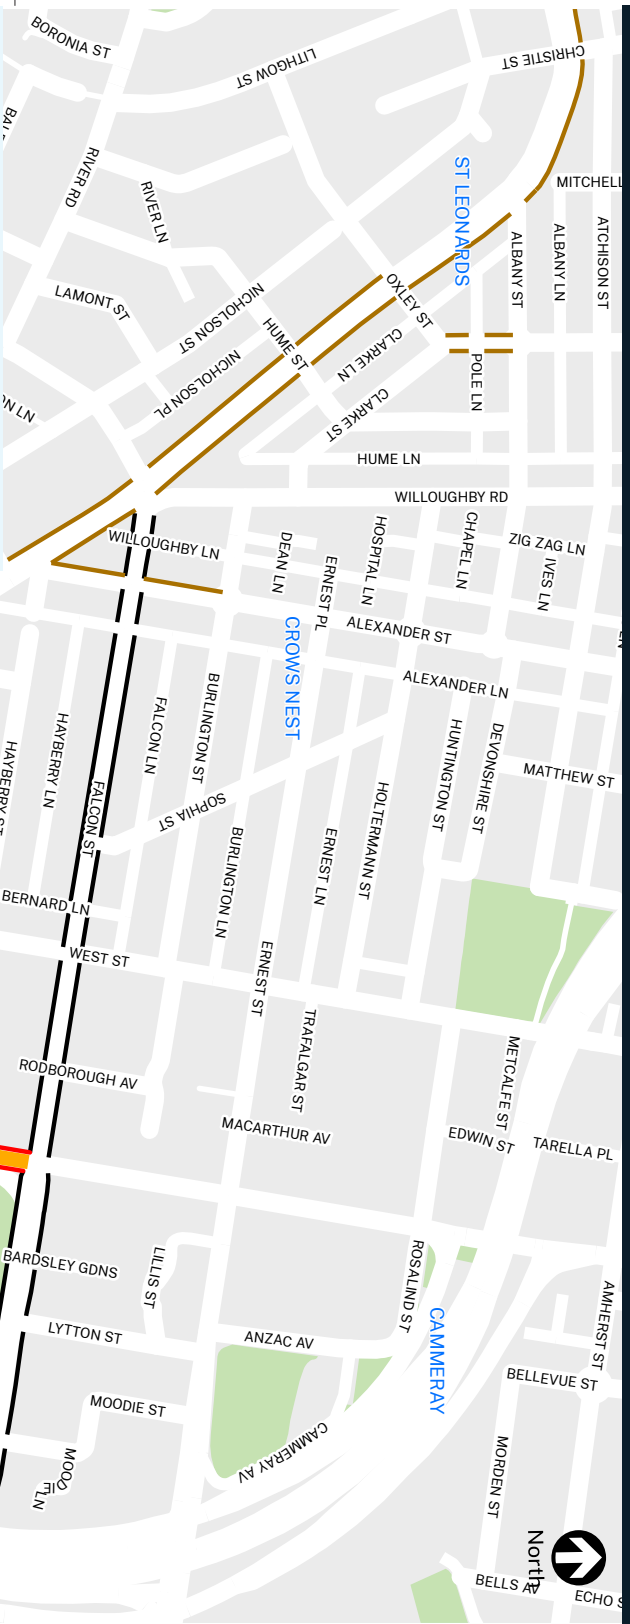 BORONIA ST
LITHGOW ST
CHRISTIE ST
RIVER RD
ST LEONARDS
MITCHELL
RIVER LN
ALBANY ST
ALBANY LN
ATCHISON ST
LAMONT ST
NICHOLSON ST
OXLEY ST
HUME ST
CLARKE LN
NICHOLSON PL
POLE LN
ON LN
CLARKE ST
HUME LN
WILLOUGHBY RD
WILLOUGHBY LN
DEAN LN
HOSPITAL LN
CHAPEL LN
ZIG ZAG LN
IVES LN
ERNEST PL
CROWS NEST
ALEXANDER ST
ALEXANDER LN
BURLINGTON ST
FALCON LN
HAYBERRY LN
HAYBERRY ST
HUNTINGTON ST
DEVONSHIRE ST
MATTHEW ST
FALCON ST
SOPHIA ST
HOLTERMANN ST
BURLINGTON LN
ERNEST LN
BERNARD LN
WEST ST
ERNEST ST
TRAFALGAR ST
METCALFE ST
RODBOROUGH AV
MACARTHUR AV
EDWIN ST
TARELLA PL
BARDSLEY GDNS
LILLIS ST
ROSALIND ST
CAMMERAY
AMHERST ST
LYTTON ST
ANZAC AV
BELLEVUE ST
MOODIE ST
CAMMERAY AV
MORDEN ST
MOODIE LN
North
BELLS AV
ECHO S